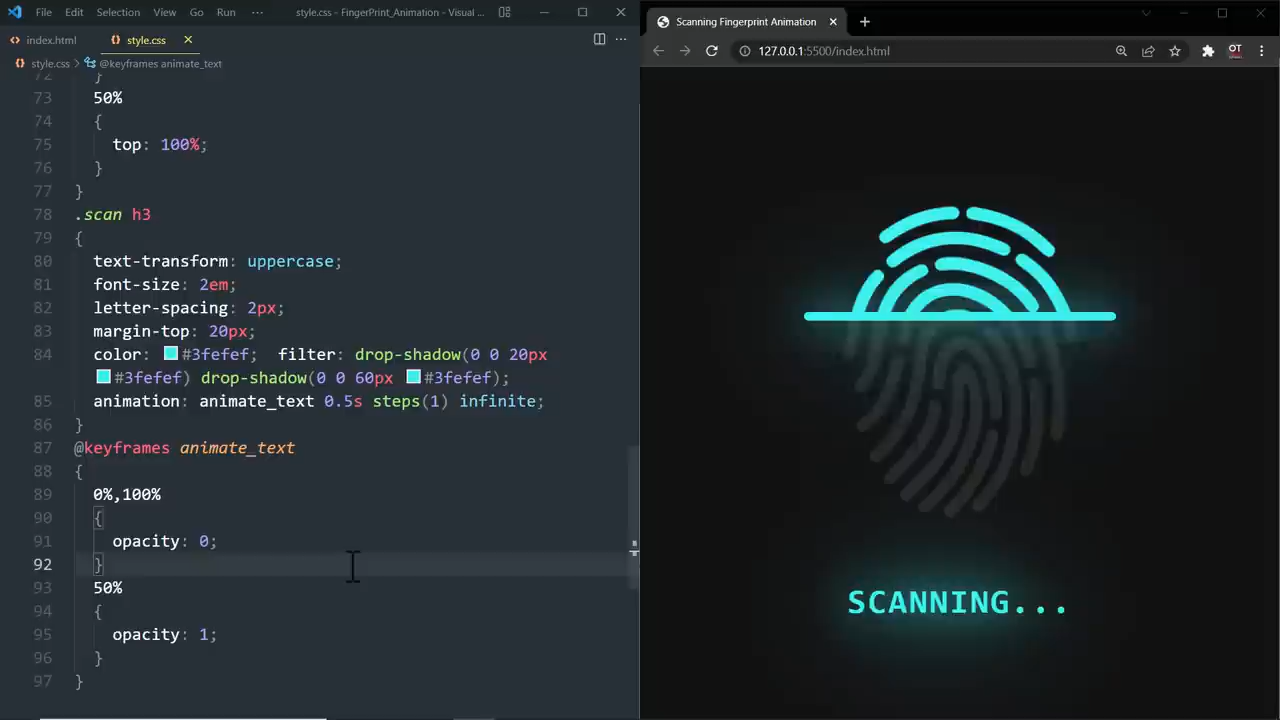 File Edit Selection View Go Run ··· style.css - FingerPrint_Animation - Visual ...
index.html style.css
style.css > @keyframes animate_text
72 }
73 50%
74 {
75 top: 100%;
76 }
77 }
78 .scan h3
79 {
80 text-transform: uppercase;
81 font-size: 2em;
82 letter-spacing: 2px;
83 margin-top: 20px;
84 color: #3fefef; filter: drop-shadow(0 0 20px
#3fefef) drop-shadow(0 0 60px #3fefef);
85 animation: animate_text 0.5s steps(1) infinite;
86 }
87 @keyframes animate_text
88 {
89 0%,100%
90 {
91 opacity: 0;
92 }
93 50%
94 {
95 opacity: 1;
96 }
97 }
Scanning Fingerprint Animation
127.0.0.1:5500/index.html
OT
SCANNING...